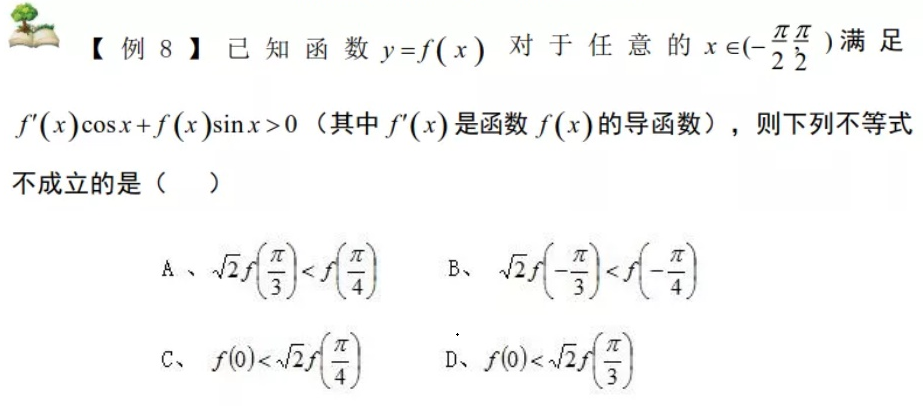 【例8】已知函数 y=f(x) 对于任意的 x∈(-π/2,π/2)满足
f′(x)cosx+f(x)sinx>0（其中 f′(x)是函数 f(x)的导函数），则下列不等式
不成立的是（ ）
A、√2f(π/3)<f(π/4) B、√2f(-π/3)<f(-π/4)
C、f(0)<√2f(π/4) D、f(0)<√2f(π/3)